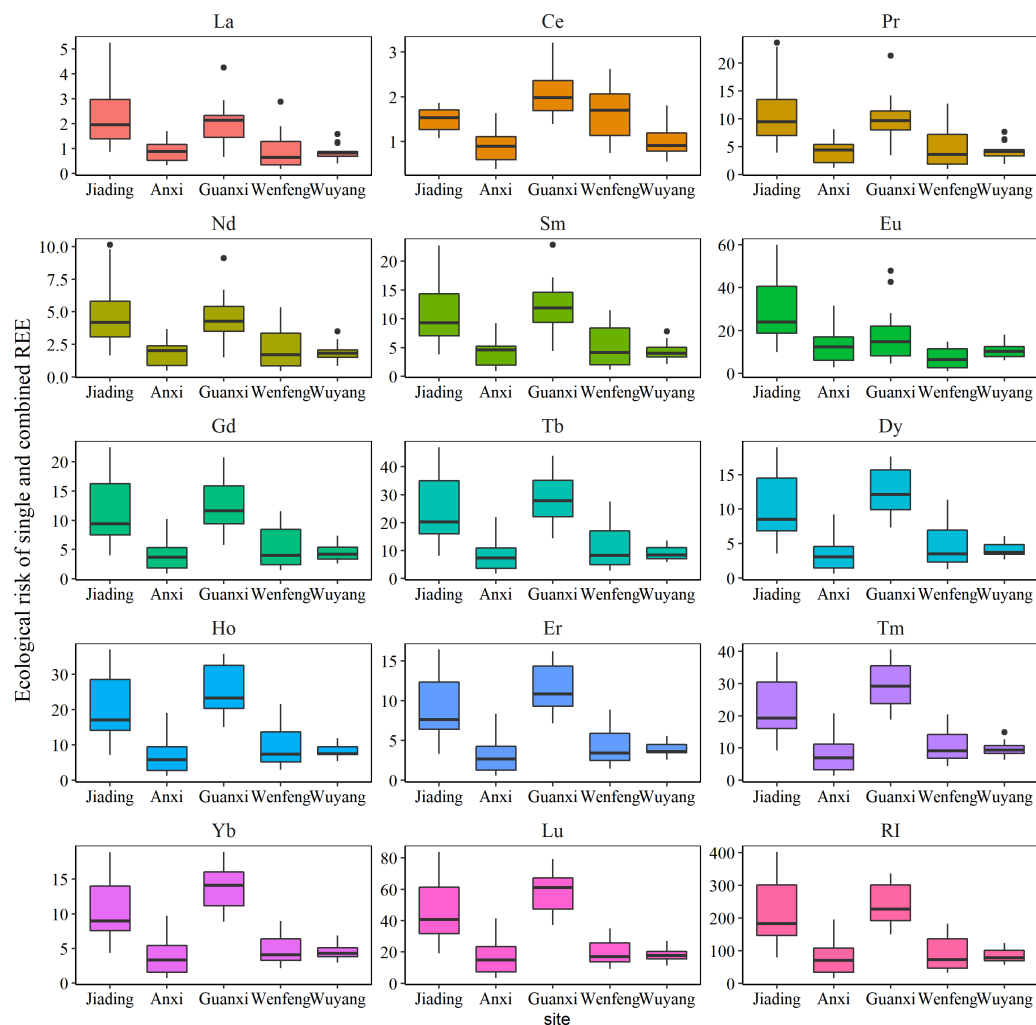 La Ce Pr
5 4 3 2 1 0
3 2 1
20 15 10 5 0
Jiading Anxi Guanxi Wenfeng Wuyang Jiading Anxi Guanxi Wenfeng Wuyang Jiading Anxi Guanxi Wenfeng Wuyang
Nd Sm Eu
10.0 7.5 5.0 2.5 0.0
20 15 10 5 0
60 40 20 0
Jiading Anxi Guanxi Wenfeng Wuyang Jiading Anxi Guanxi Wenfeng Wuyang Jiading Anxi Guanxi Wenfeng Wuyang
Ecological risk of single and combined REE
Gd Tb Dy
20 15 10 5 0
40 30 20 10 0
15 10 5 0
Jiading Anxi Guanxi Wenfeng Wuyang Jiading Anxi Guanxi Wenfeng Wuyang Jiading Anxi Guanxi Wenfeng Wuyang
Ho Er Tm
30 20 10 0
15 10 5 0
40 30 20 10 0
Jiading Anxi Guanxi Wenfeng Wuyang Jiading Anxi Guanxi Wenfeng Wuyang Jiading Anxi Guanxi Wenfeng Wuyang
Yb Lu RI
15 10 5 0
80 60 40 20 0
400 300 200 100 0
Jiading Anxi Guanxi Wenfeng Wuyang Jiading Anxi Guanxi Wenfeng Wuyang Jiading Anxi Guanxi Wenfeng Wuyang
site